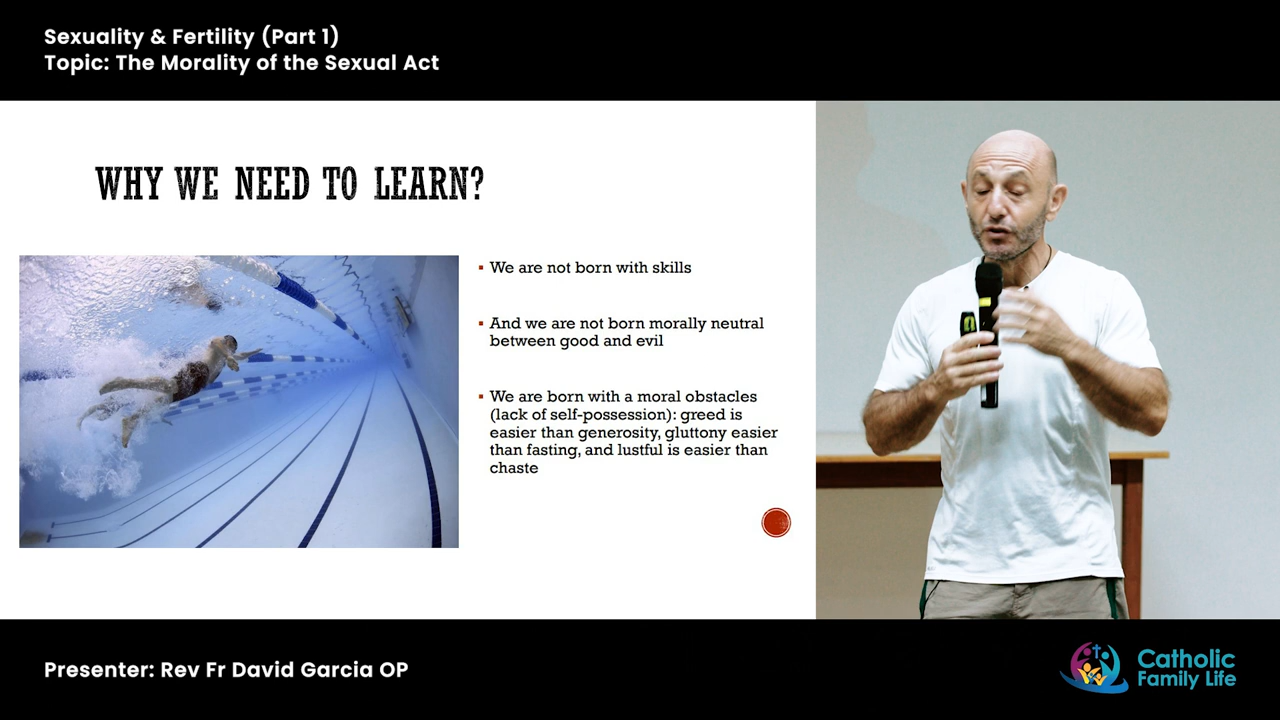 Sexuality & Fertility (Part 1)
Topic: The Morality of the Sexual Act
WHY WE NEED TO LEARN?
▪ We are not born with skills
▪ And we are not born morally neutral
between good and evil
▪ We are born with a moral obstacles
(lack of self-possession): greed is
easier than generosity, gluttony easier
than fasting, and lustful is easier than
chaste
Presenter: Rev Fr David Garcia OP
Catholic
Family Life